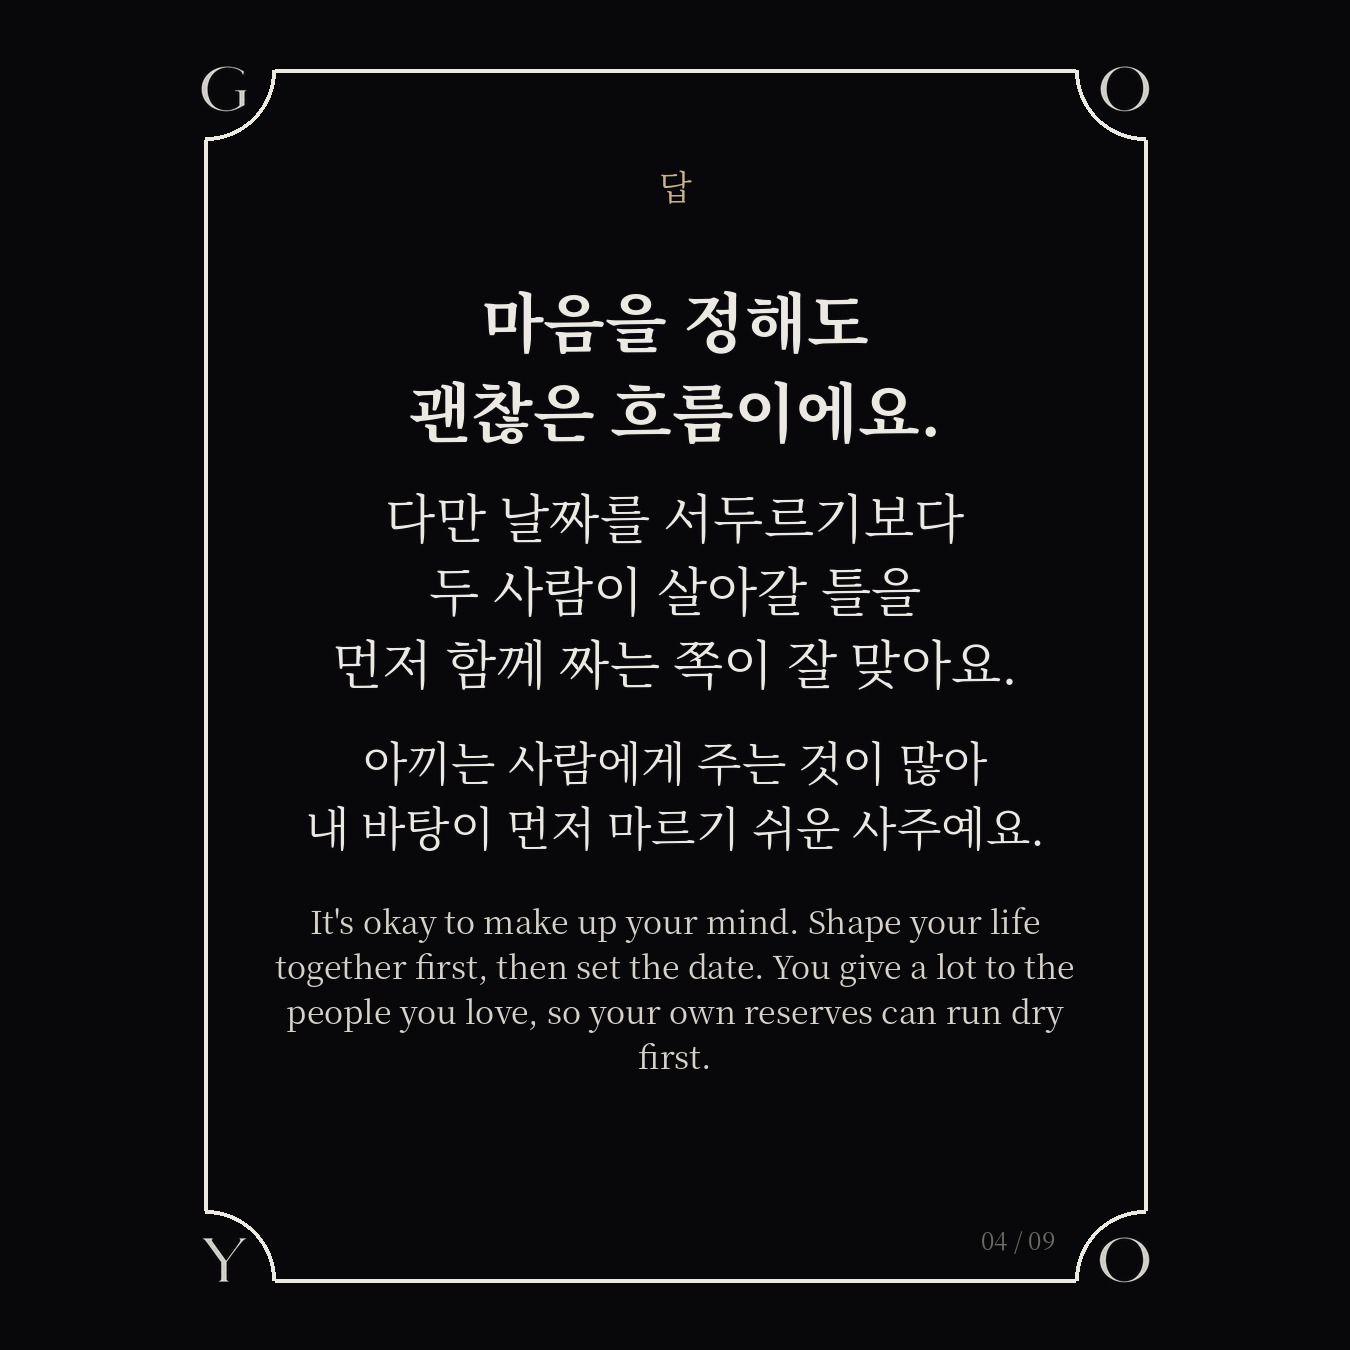 G O
답
마음을 정해도
괜찮은 흐름이에요.
다만 날짜를 서두르기보다
두 사람이 살아갈 틀을
먼저 함께 짜는 쪽이 잘 맞아요.
아끼는 사람에게 주는 것이 많아
내 바탕이 먼저 마르기 쉬운 사주예요.
It's okay to make up your mind. Shape your life
together first, then set the date. You give a lot to the
people you love, so your own reserves can run dry
first.
04 / 09
Y O